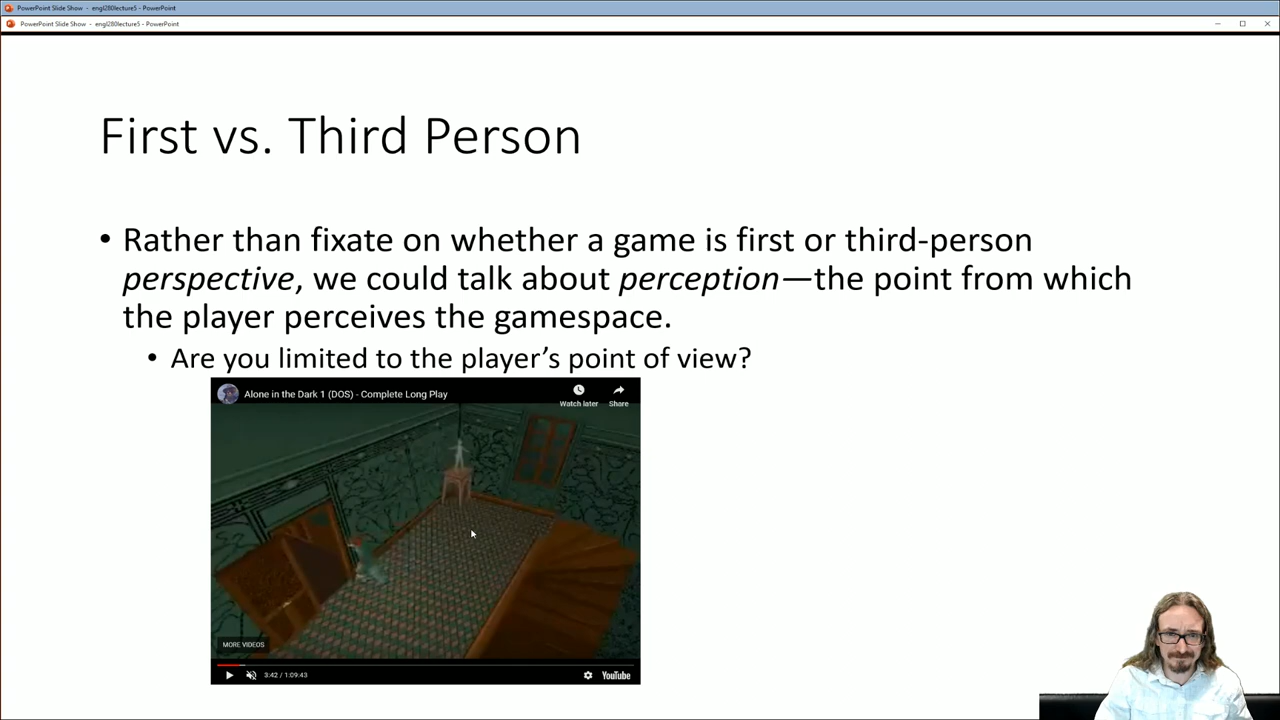 PowerPoint Slide Show - engl280lecture5 - PowerPoint
PowerPoint Slide Show - engl280lecture5 - PowerPoint
First vs. Third Person
• Rather than fixate on whether a game is first or third-person
perspective, we could talk about perception—the point from which
the player perceives the gamespace.
• Are you limited to the player’s point of view?
Alone in the Dark 1 (DOS) - Complete Long Play
Watch later
Share
MORE VIDEOS
3:42 / 1:09:43
YouTube